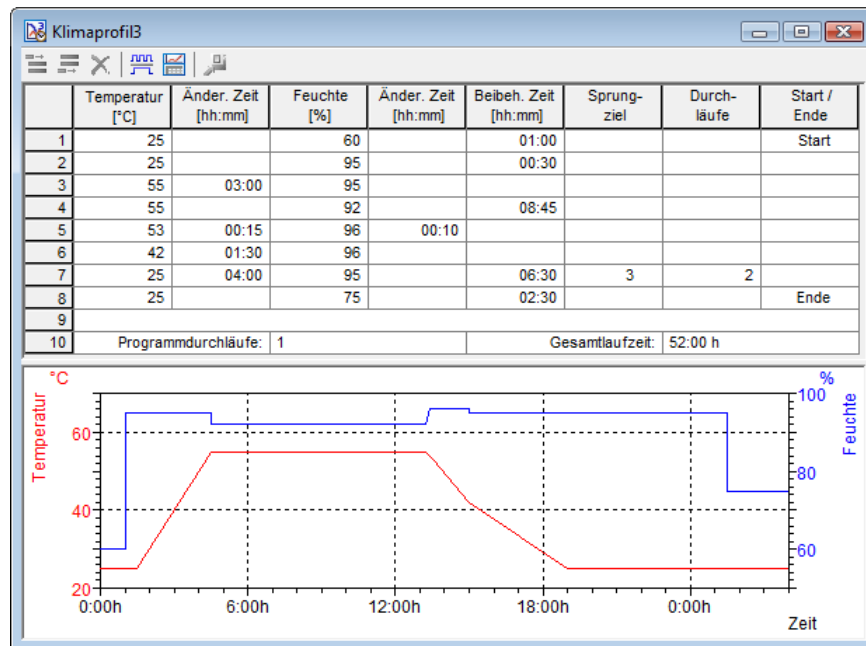 Klimaprofil3
Temperatur [°C] Änder. Zeit [hh:mm] Feuchte [%] Änder. Zeit [hh:mm] Beibeh. Zeit [hh:mm] Sprung-ziel Durch-läufe Start / Ende
1 25 60 01:00 Start
2 25 95 00:30
3 55 03:00 95
4 55 92 08:45
5 53 00:15 96 00:10
6 42 01:30 96
7 25 04:00 95 06:30 3 2
8 25 75 02:30 Ende
9
10 Programmdurchläufe: 1 Gesamtlaufzeit: 52:00 h
°C %
Temperatur
Feuchte
100
60
80
40
60
20
0:00h 6:00h 12:00h 18:00h 0:00h
Zeit